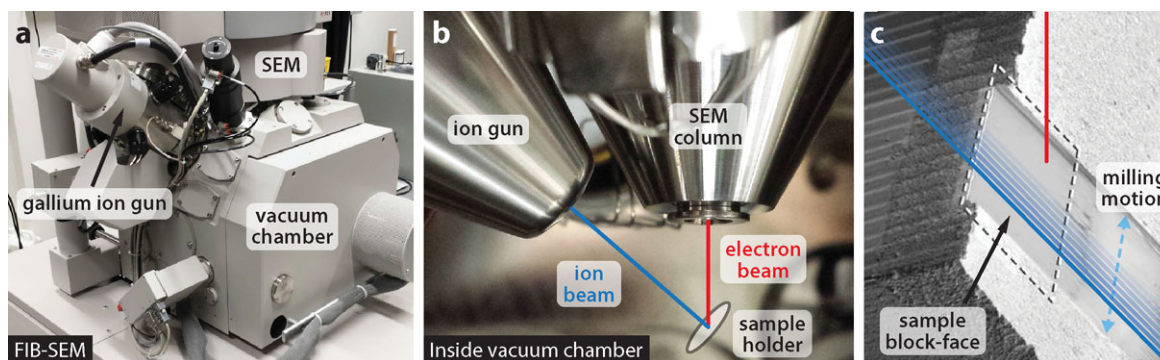 a
SEM
gallium ion gun
vacuum
chamber
FIB-SEM
b
ion gun
SEM
column
electron
beam
ion
beam
sample
holder
Inside vacuum chamber
c
milling
motion
sample
block-face